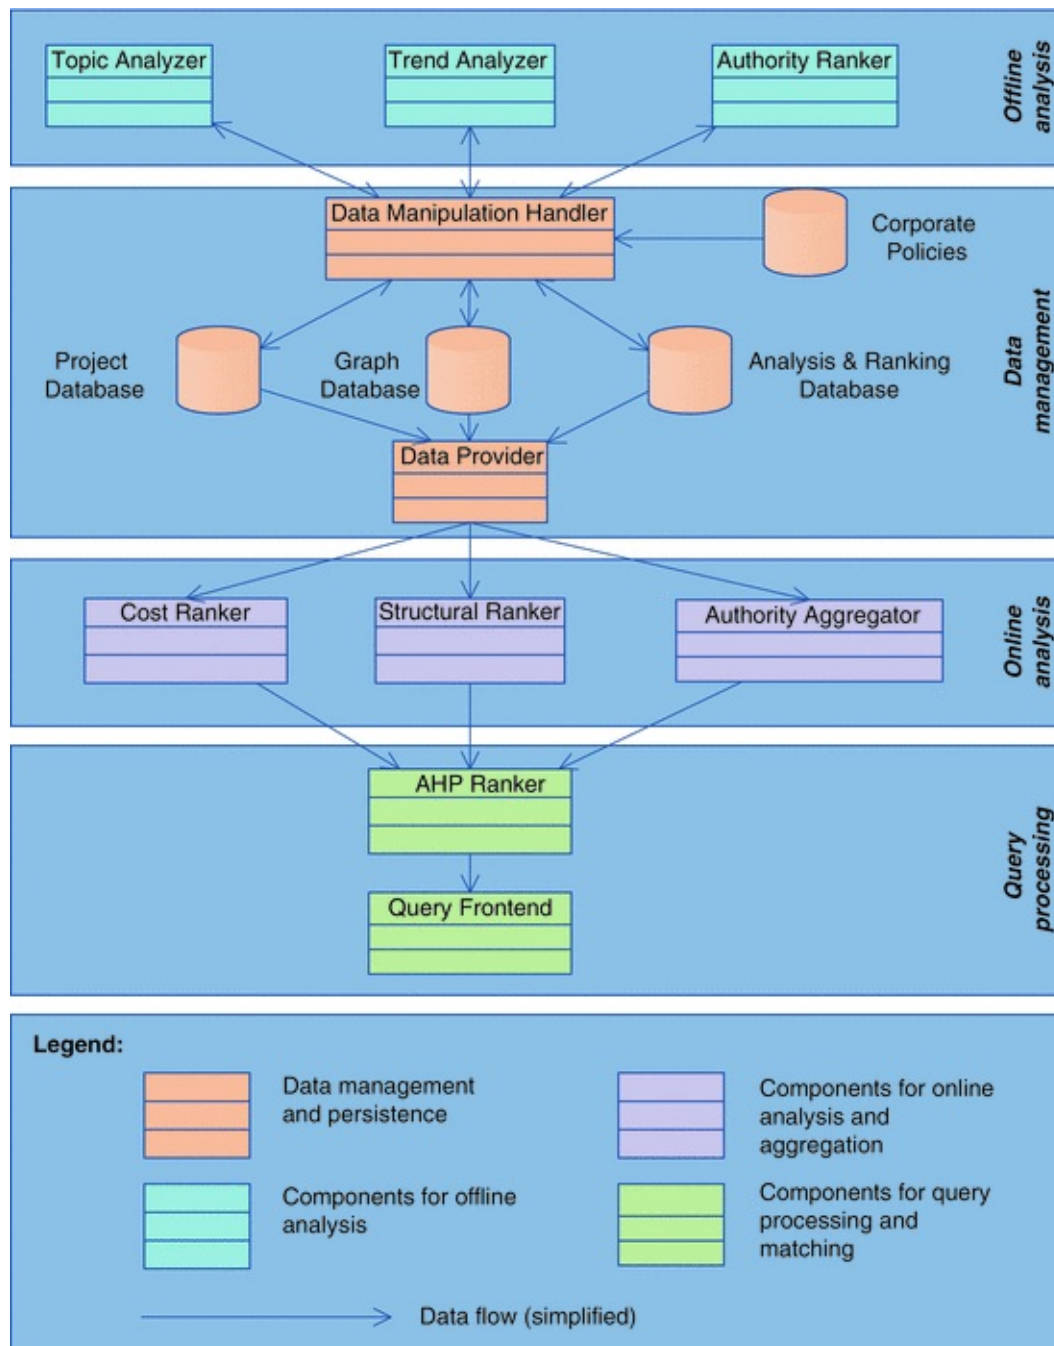 Topic Analyzer
Trend Analyzer
Authority Ranker
Offline
analysis
Data Manipulation Handler
Corporate
Policies
Project
Database
Graph
Database
Analysis & Ranking
Database
Data Provider
Data
management
Cost Ranker
Structural Ranker
Authority Aggregator
Online
analysis
AHP Ranker
Query Frontend
Query
processing
Legend:
Data management
and persistence
Components for online
analysis and
aggregation
Components for offline
analysis
Components for query
processing and
matching
Data flow (simplified)